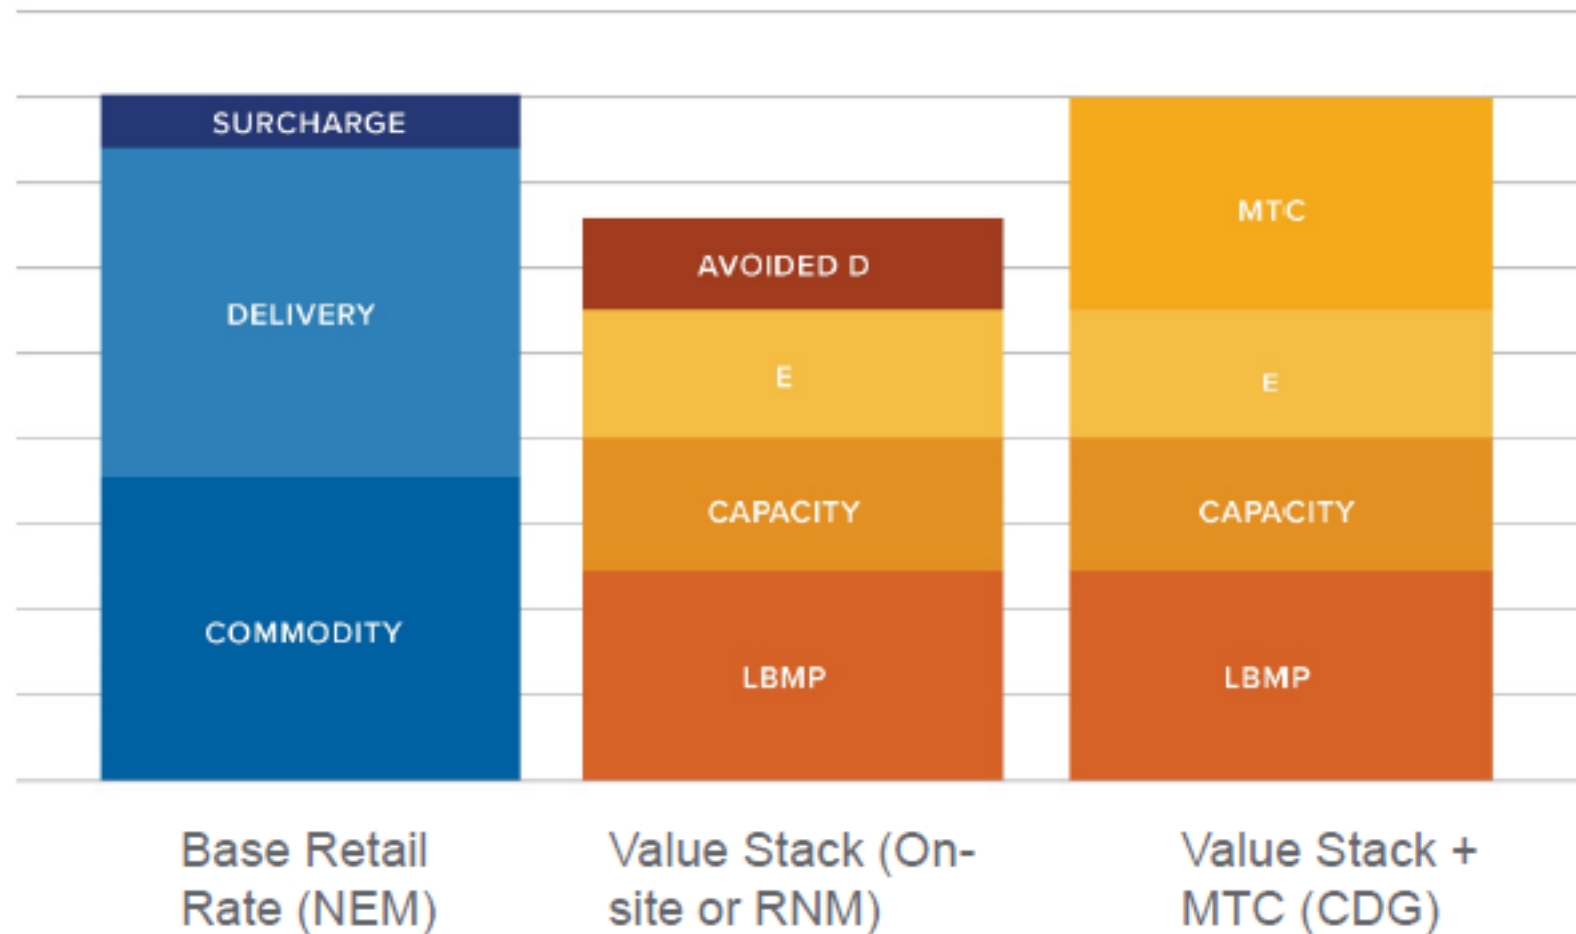 SURCHARGE
DELIVERY
COMMODITY
AVOIDED D
E
CAPACITY
LBMP
MTC
E
CAPACITY
LBMP
Base Retail
Rate (NEM)
Value Stack (On-
site or RNM)
Value Stack +
MTC (CDG)